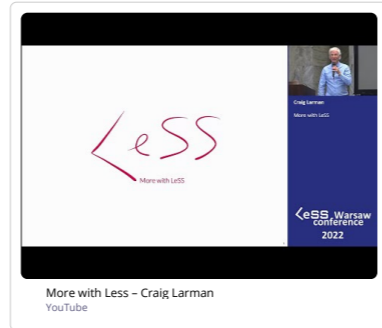 LeSS
More with LeSS
Craig Larman
More with LeSS
LeSS Warsaw
conference
2022
More with Less – Craig Larman
YouTube